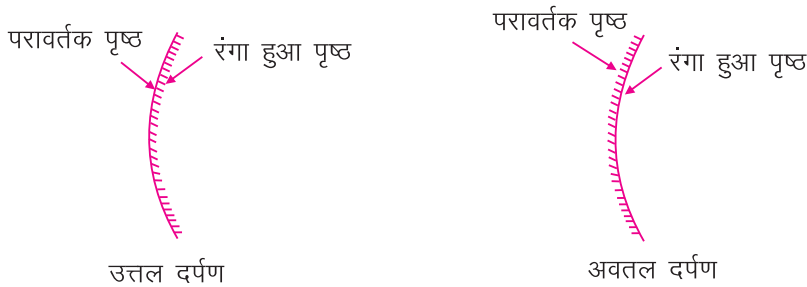 परावर्तक पृष्ठ
रंगा हुआ पृष्ठ
उत्तल दर्पण
परावर्तक पृष्ठ
रंगा हुआ पृष्ठ
अवतल दर्पण